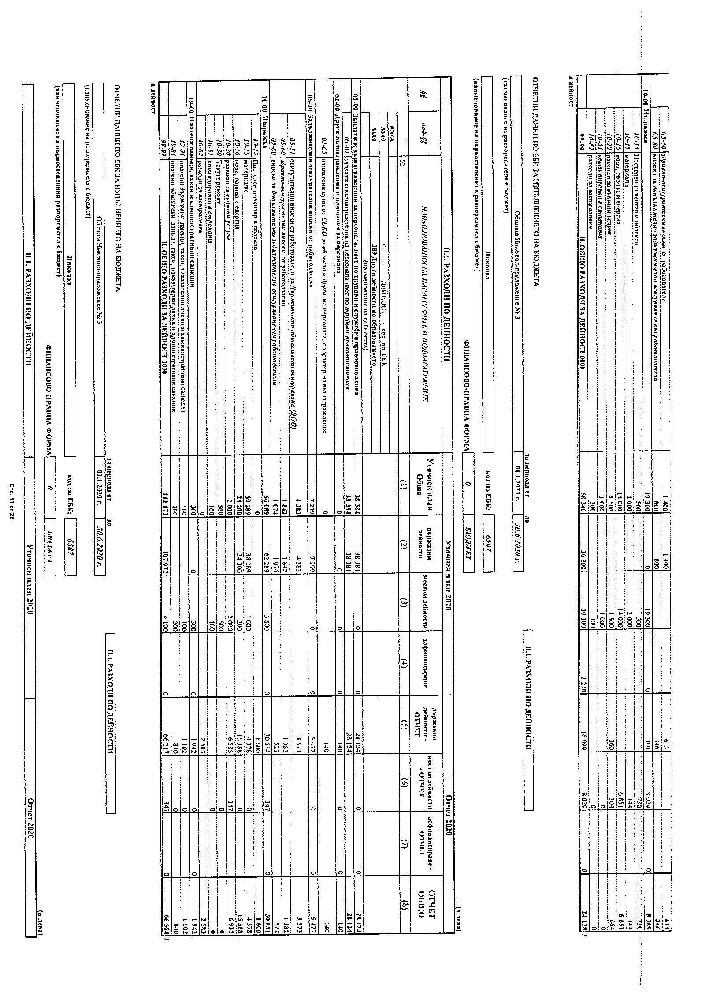 05-60 здравно-осигурителни вноски от работодатели 1 400 1 400 613 613
05-80 вноски за допълнително задължително осигуряване от работодатели 800 800 346 346
10-00 Издръжка 19 300 0 19 300 0 360 8 029 0 8 389
10-13 Постелен инвентар и облекло 500 500 730 730
10-15 материали 2 000 2 000 144 144
10-16 вода, горива и енергия 14 000 14 000 6 851 6 851
10-20 разходи за външни услуги 1 500 1 500 360 304 664
10-51 командировки в страната 1 000 1 000 0 0
10-62 разходи за застраховки 300 300 0 0
99-99 II. ОБЩО РАЗХОДИ ЗА ДЕЙНОСТ 0000 58 340 36 800 19 300 2 240 16 099 8 029 0 24 128 3
а дейност
ОТЧЕТНИ ДАННИ ПО ЕБК ЗА ИЗПЪЛНЕНИЕТО НА БЮДЖЕТА
II.1. РАЗХОДИ ПО ДЕЙНОСТИ
за периода от до
Община Никопол-приложение № 3 01.1.2020 г. 30.6.2020 г.
(наименование на разпоредителя с бюджет)
Никопол код по ЕБК: 6507
(наименование на първостепенния разпоредител с бюджет)
ФИНАНСОВО-ПРАВНА ФОРМА 0 БЮДЖЕТ
(в лева)
II.1. РАЗХОДИ ПО ДЕЙНОСТИ Уточнен план 2020 Отчет 2020
§§ под-§§ НАИМЕНОВАНИЯ НА ПАРАГРАФИТЕ И ПОДПАРАГРАФИТЕ Уточнен план Общо държавни дейности местни дейности дофинансиране държавни дейности - ОТЧЕТ местни дейности - ОТЧЕТ дофинансиране - ОТЧЕТ ОТЧЕТ ОБЩО
02 (1) (2) (3) (4) (5) (6) (7) (8)
#N/A
3389 <------ ДЕЙНОСТ - код по ЕБК
3389 389 Други дейности по образованието
(наименование на дейността)
01-00 Заплати и възнаграждения за персонала, нает по трудови и служебни правоотношения 38 384 38 384 0 0 28 124 0 0 28 124
01-01 заплати и възнаграждения на персонала нает по трудови правоотношения 38 384 38 384 28 124 28 124
02-00 Други възнаграждения и плащания за персонала 0 0 0 0 140 0 0 140
02-05 изплатени суми от СБКО за облекло и други на персонала, с характер на възнаграждение 0 140 140
05-00 Задължителни осигурителни вноски от работодатели 7 299 7 299 0 0 5 477 0 0 5 477
05-51 осигурителни вноски от работодатели за Държавното обществено осигуряване (ДОО) 4 383 4 383 3 573 3 573
05-60 здравно-осигурителни вноски от работодатели 1 842 1 842 1 382 1 382
05-80 вноски за допълнително задължително осигуряване от работодатели 1 074 1 074 522 522
10-00 Издръжка 66 089 62 289 3 800 0 30 534 347 0 30 881
10-13 Постелен инвентар и облекло 0 1 600 1 600
10-15 материали 39 289 38 289 1 000 4 378 0 4 378
10-16 вода, горива и енергия 24 200 24 000 200 15 388 0 15 388
10-20 разходи за външни услуги 2 000 2 000 6 585 347 6 932
10-30 Текущ ремонт 500 500 0 0
10-51 командировки в страната 100 100 0 0
10-62 разходи за застраховки 0 2 583 2 583
19-00 Платени данъци, такси и административни санкции 300 0 300 0 1 942 0 0 1 942
19-01 платени държавни данъци, такси, наказателни лихви и административни санкции 100 100 1 102 1 102
19-81 платени общински данъци, такси, наказателни лихви и административни санкции 200 200 840 0 840
99-99 II. ОБЩО РАЗХОДИ ЗА ДЕЙНОСТ 0000 112 072 107 972 4 100 0 66 217 347 0 66 564 3
а дейност
ОТЧЕТНИ ДАННИ ПО ЕБК ЗА ИЗПЪЛНЕНИЕТО НА БЮДЖЕТА
II.1. РАЗХОДИ ПО ДЕЙНОСТИ
за периода от до
Община Никопол-приложение № 3 01.1.2020 г. 30.6.2020 г.
(наименование на разпоредителя с бюджет)
Никопол код по ЕБК: 6507
(наименование на първостепенния разпоредител с бюджет)
ФИНАНСОВО-ПРАВНА ФОРМА 0 БЮДЖЕТ
(в лева)
II.1. РАЗХОДИ ПО ДЕЙНОСТИ Уточнен план 2020 Отчет 2020
Стр. 11 от 28